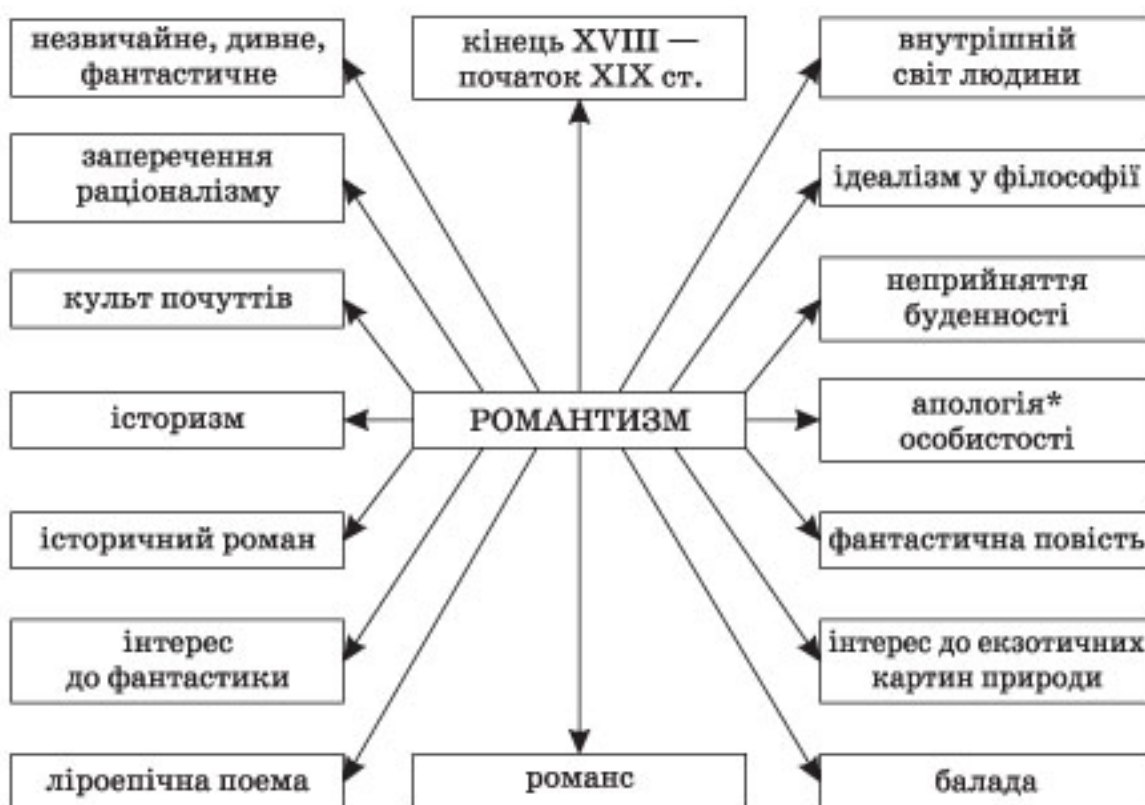 незвичайне, дивне,
фантастичне
кінець XVIII —
початок XIX ст.
внутрішній
світ людини
заперечення
раціоналізму
ідеалізм у філософії
культ почуттів
неприйняття
буденності
історизм
РОМАНТИЗМ
апологія*
особистості
історичний роман
фантастична повість
інтерес
до фантастики
інтерес до екзотичних
картин природи
ліроепічна поема
романс
балада